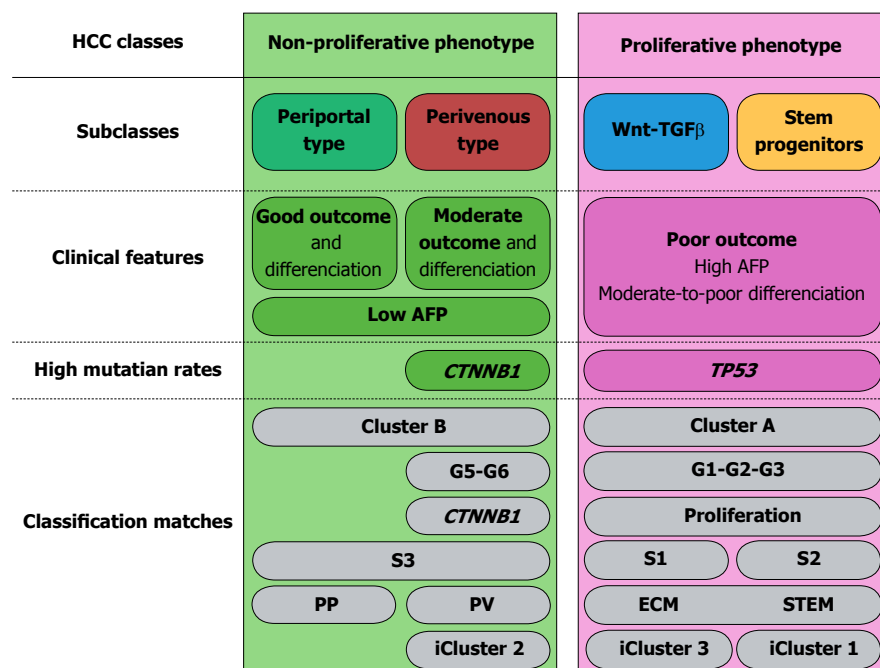 HCC classes
Non-proliferative phenotype
Proliferative phenotype
Subclasses
Periportal
type
Perivenous
type
Wnt-TGFβ
Stem
progenitors
Clinical features
Good outcome
and
differenciation
Moderate
outcome and
differenciation
Low AFP
Poor outcome
High AFP
Moderate-to-poor differenciation
High mutatian rates
CTNNB1
TP53
Classification matches
Cluster B
Cluster A
G5-G6
G1-G2-G3
CTNNB1
Proliferation
S3
S1
S2
PP
PV
ECM
STEM
iCluster 2
iCluster 3
iCluster 1